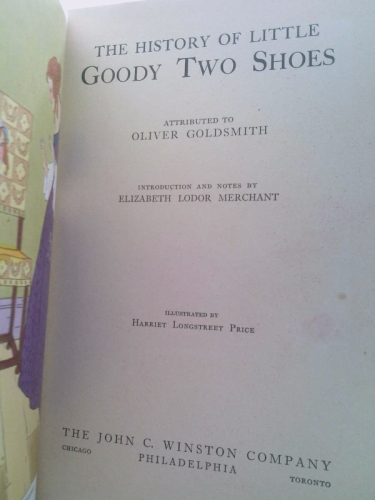 THE HISTORY OF LITTLE
GOODY TWO SHOES
ATTRIBUTED TO
OLIVER GOLDSMITH
INTRODUCTION AND NOTES BY
ELIZABETH LODOR MERCHANT
ILLUSTRATED BY
HARRIET LONGSTREET PRICE
THE JOHN C. WINSTON COMPANY
CHICAGO PHILADELPHIA TORONTO